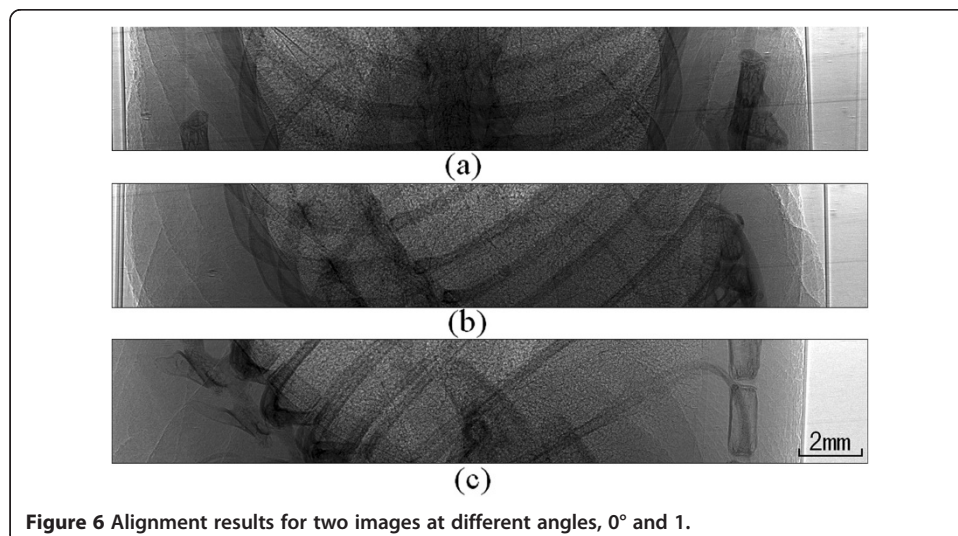 (a)
(b)
2mm
(c)
Figure 6 Alignment results for two images at different angles, 0° and 1.